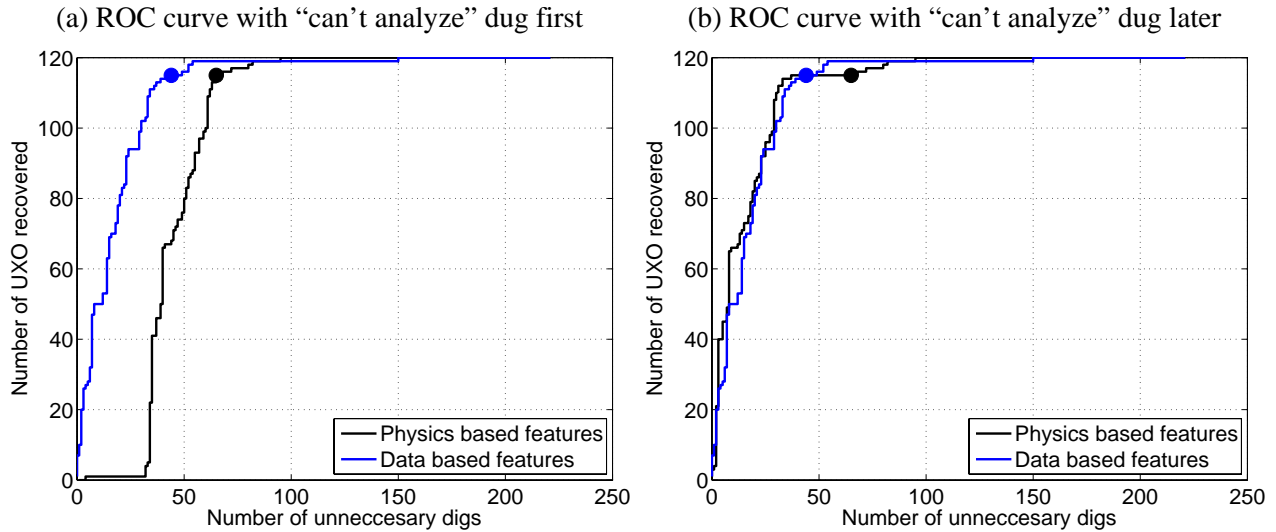 (a) ROC curve with “can’t analyze” dug first
120
100
80
60
40
20
0
0 50 100 150 200 250
Number of UXO recovered
Number of unneccesary digs
Physics based features
Data based features
(b) ROC curve with “can’t analyze” dug later
120
100
80
60
40
20
0
0 50 100 150 200 250
Number of UXO recovered
Number of unneccesary digs
Physics based features
Data based features